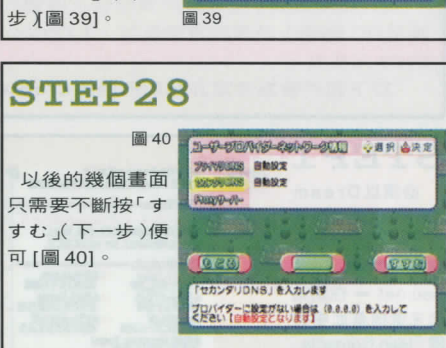 步)[圖 39]。
圖 39
STEP28
圖 40
以後的幾個畫面
只需要不斷按「す
すむ」(下一步)便
可 [圖 40]。
ユーザープロバイダーネットワーク情報 選択 決定
プライマリDNS 自動設定
セカンダリDNS 自動設定
Proxyサーバー
もどる
すすむ
「セカンダリDNS」を入力します
プロバイダーに設定がない場合は (0.0.0.0) を入力して
ください【自動設定となります】